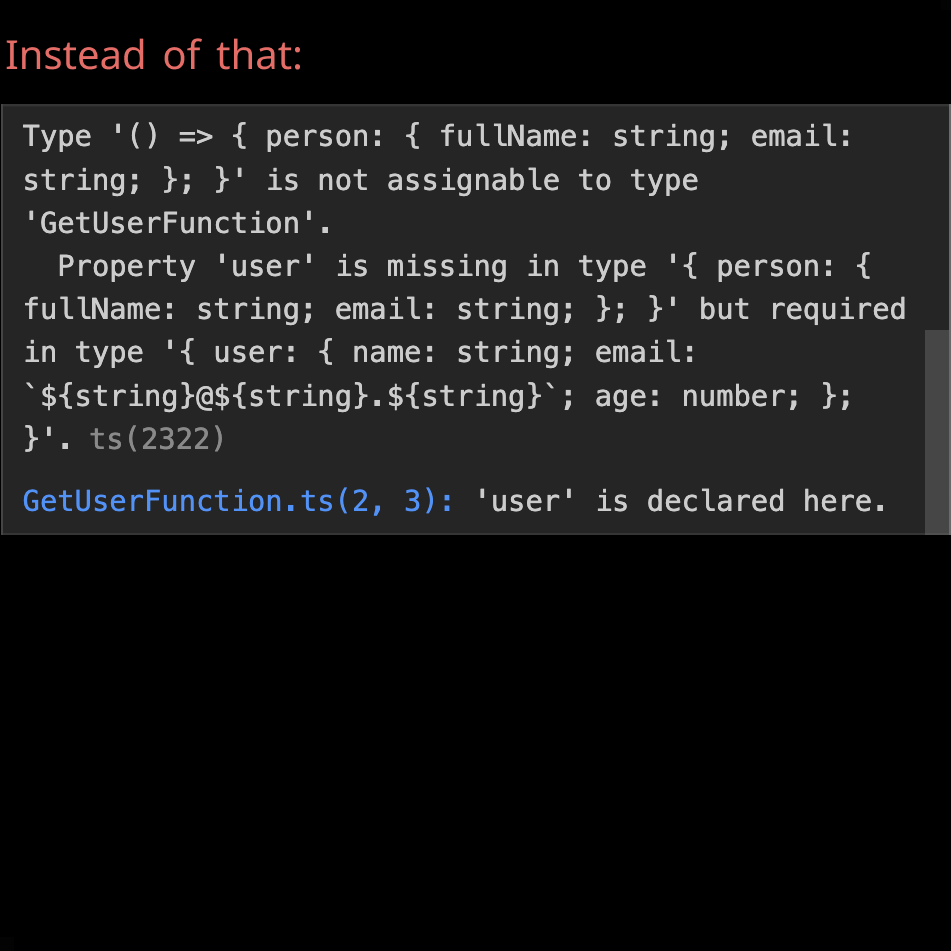 Instead of that:
Type '() => { person: { fullName: string; email:
string; }; }' is not assignable to type
'GetUserFunction'.
  Property 'user' is missing in type '{ person: {
fullName: string; email: string; }; }' but required
in type '{ user: { name: string; email:
`${string}@${string}.${string}`; age: number; };
}'. ts(2322)
GetUserFunction.ts(2, 3): 'user' is declared here.